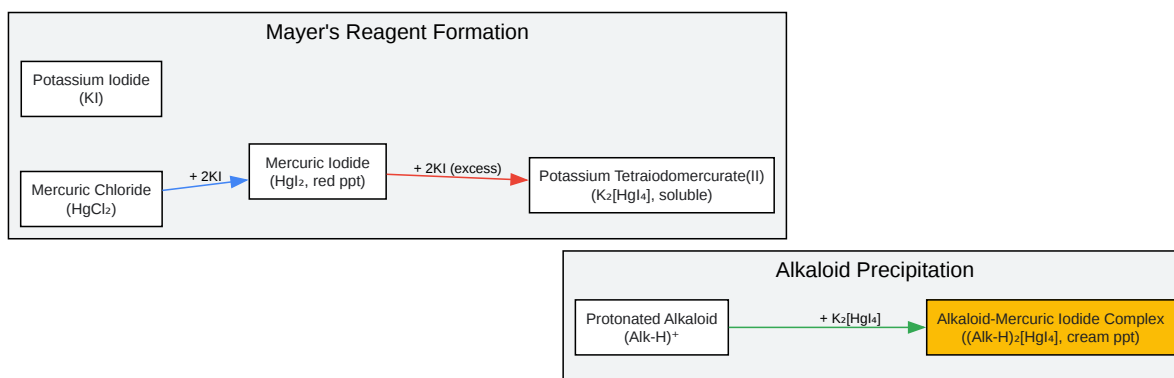 Mayer's Reagent Formation
Potassium Iodide
(KI)
Mercuric Chloride
(HgCl₂)
+ 2KI
Mercuric Iodide
(HgI₂, red ppt)
+ 2KI (excess)
Potassium Tetraiodomercurate(II)
(K₂[HgI₄], soluble)
Alkaloid Precipitation
Protonated Alkaloid
(Alk-H)⁺
+ K₂[HgI₄]
Alkaloid-Mercuric Iodide Complex
((Alk-H)₂[HgI₄], cream ppt)